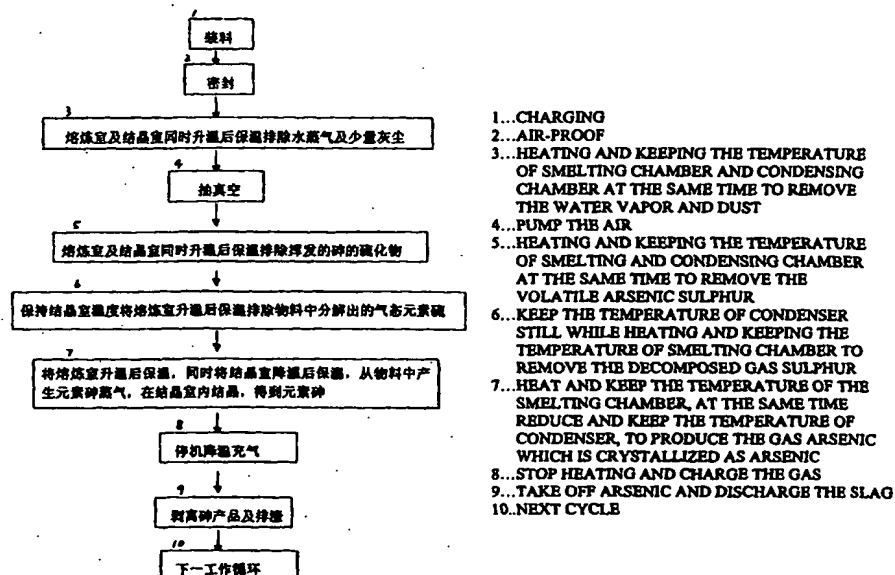 1
装料
2
密封
3
熔炼室及结晶室同时升温后保温排除水蒸气及少量灰尘
4
抽真空
5
熔炼室及结晶室同时升温后保温排除挥发的砷的硫化物
6
保持结晶室温度将熔炼室升温后保温排除物料中分解出的气态元素硫
7
将熔炼室升温后保温，同时将结晶室降温后保温，从物料中产
生元素砷蒸气，在结晶室内结晶，得到元素砷
8
停机降温充气
9
剥离砷产品及排渣
10
下一工作循环
1...CHARGING
2...AIR-PROOF
3...HEATING AND KEEPING THE TEMPERATURE
OF SMELTING CHAMBER AND CONDENSING
CHAMBER AT THE SAME TIME TO REMOVE
THE WATER VAPOR AND DUST
4...PUMP THE AIR
5...HEATING AND KEEPING THE TEMPERATURE
OF SMELTING AND CONDENSING CHAMBER
AT THE SAME TIME TO REMOVE THE
VOLATILE ARSENIC SULPHUR
6...KEEP THE TEMPERATURE OF CONDENSER
STILL WHILE HEATING AND KEEPING THE
TEMPERATURE OF SMELTING CHAMBER TO
REMOVE THE DECOMPOSED GAS SULPHUR
7...HEAT AND KEEP THE TEMPERATURE OF THE
SMELTING CHAMBER, AT THE SAME TIME
REDUCE AND KEEP THE TEMPERATURE OF
CONDENSER, TO PRODUCE THE GAS ARSENIC
WHICH IS CRYSTALLIZED AS ARSENIC
8...STOP HEATING AND CHARGE THE GAS
9...TAKE OFF ARSENIC AND DISCHARGE THE SLAG
10..NEXT CYCLE